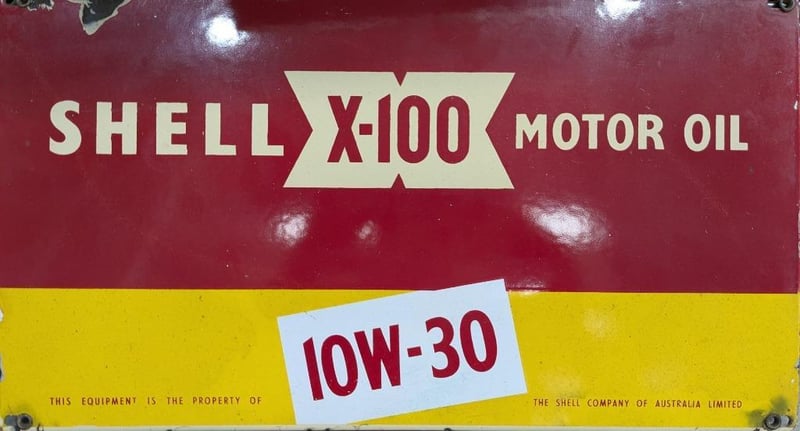 SHELL X-100 MOTOR OIL
10W-30
THIS EQUIPMENT IS THE PROPERTY OF THE SHELL COMPANY OF AUSTRALIA LIMITED